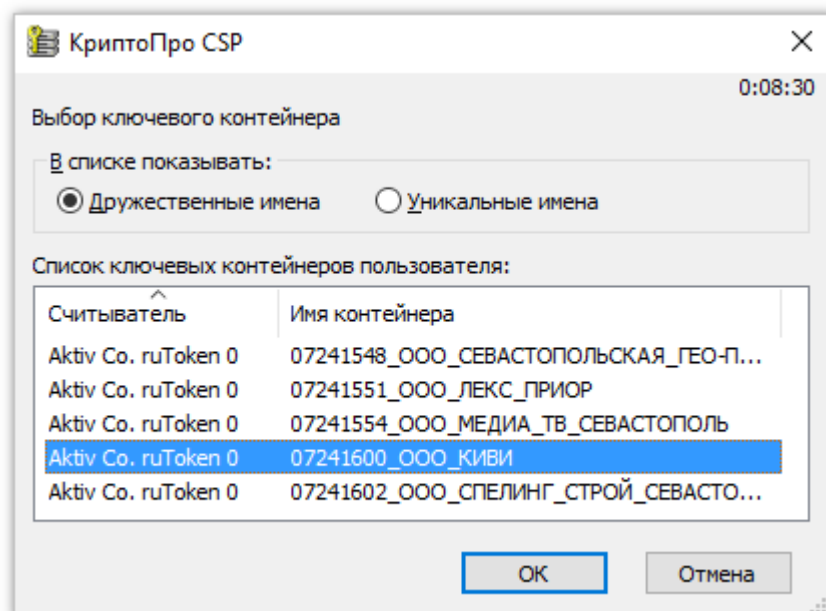 КриптоПро CSP
0:08:30
Выбор ключевого контейнера
В списке показывать:
Дружественные имена Уникальные имена
Список ключевых контейнеров пользователя:
Считыватель Имя контейнера
Aktiv Co. ruToken 0 07241548_ООО_СЕВАСТОПОЛЬСКАЯ_ГЕО-П...
Aktiv Co. ruToken 0 07241551_ООО_ЛЕКС_ПРИОР
Aktiv Co. ruToken 0 07241554_ООО_МЕДИА_ТВ_СЕВАСТОПОЛЬ
Aktiv Co. ruToken 0 07241600_ООО_КИВИ
Aktiv Co. ruToken 0 07241602_ООО_СПЕЛИНГ_СТРОЙ_СЕВАСТО...
ОК Отмена